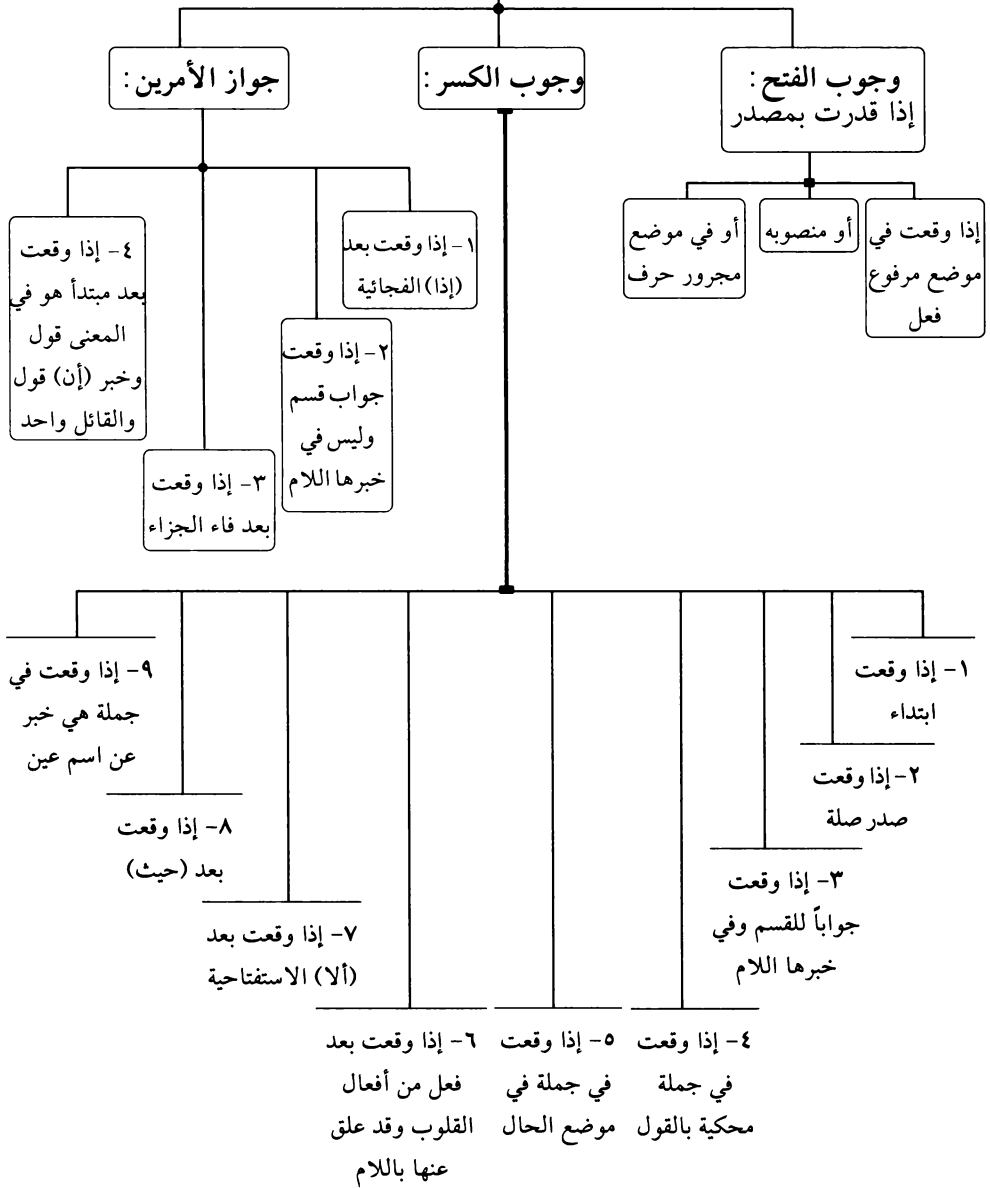 وجوب الفتح:
إذا قدرت بمصدر
إذا وقعت في
موضع مرفوع
فعل
أو منصوبه
أو في موضع
مجرور حرف
وجوب الكسر:
جواز الأمرين:
١- إذا وقعت بعد
(إذا) الفجائية
٢- إذا وقعت
جواب قسم
وليس في
خبرها اللام
٣- إذا وقعت
بعد فاء الجزاء
٤- إذا وقعت
بعد مبتدأ هو في
المعنى قول
وخبر (أن) قول
والقائل واحد
١- إذا وقعت
ابتداء
٢- إذا وقعت
صدر صلة
٣- إذا وقعت
جواباً للقسم وفي
خبرها اللام
٤- إذا وقعت
في جملة
محكية بالقول
٥- إذا وقعت
في جملة في
موضع الحال
٦- إذا وقعت بعد
فعل من أفعال
القلوب وقد علق
عنها باللام
٧- إذا وقعت بعد
(ألا) الاستفتاحية
٨- إذا وقعت
بعد (حيث)
٩- إذا وقعت في
جملة هي خبر
عن اسم عين